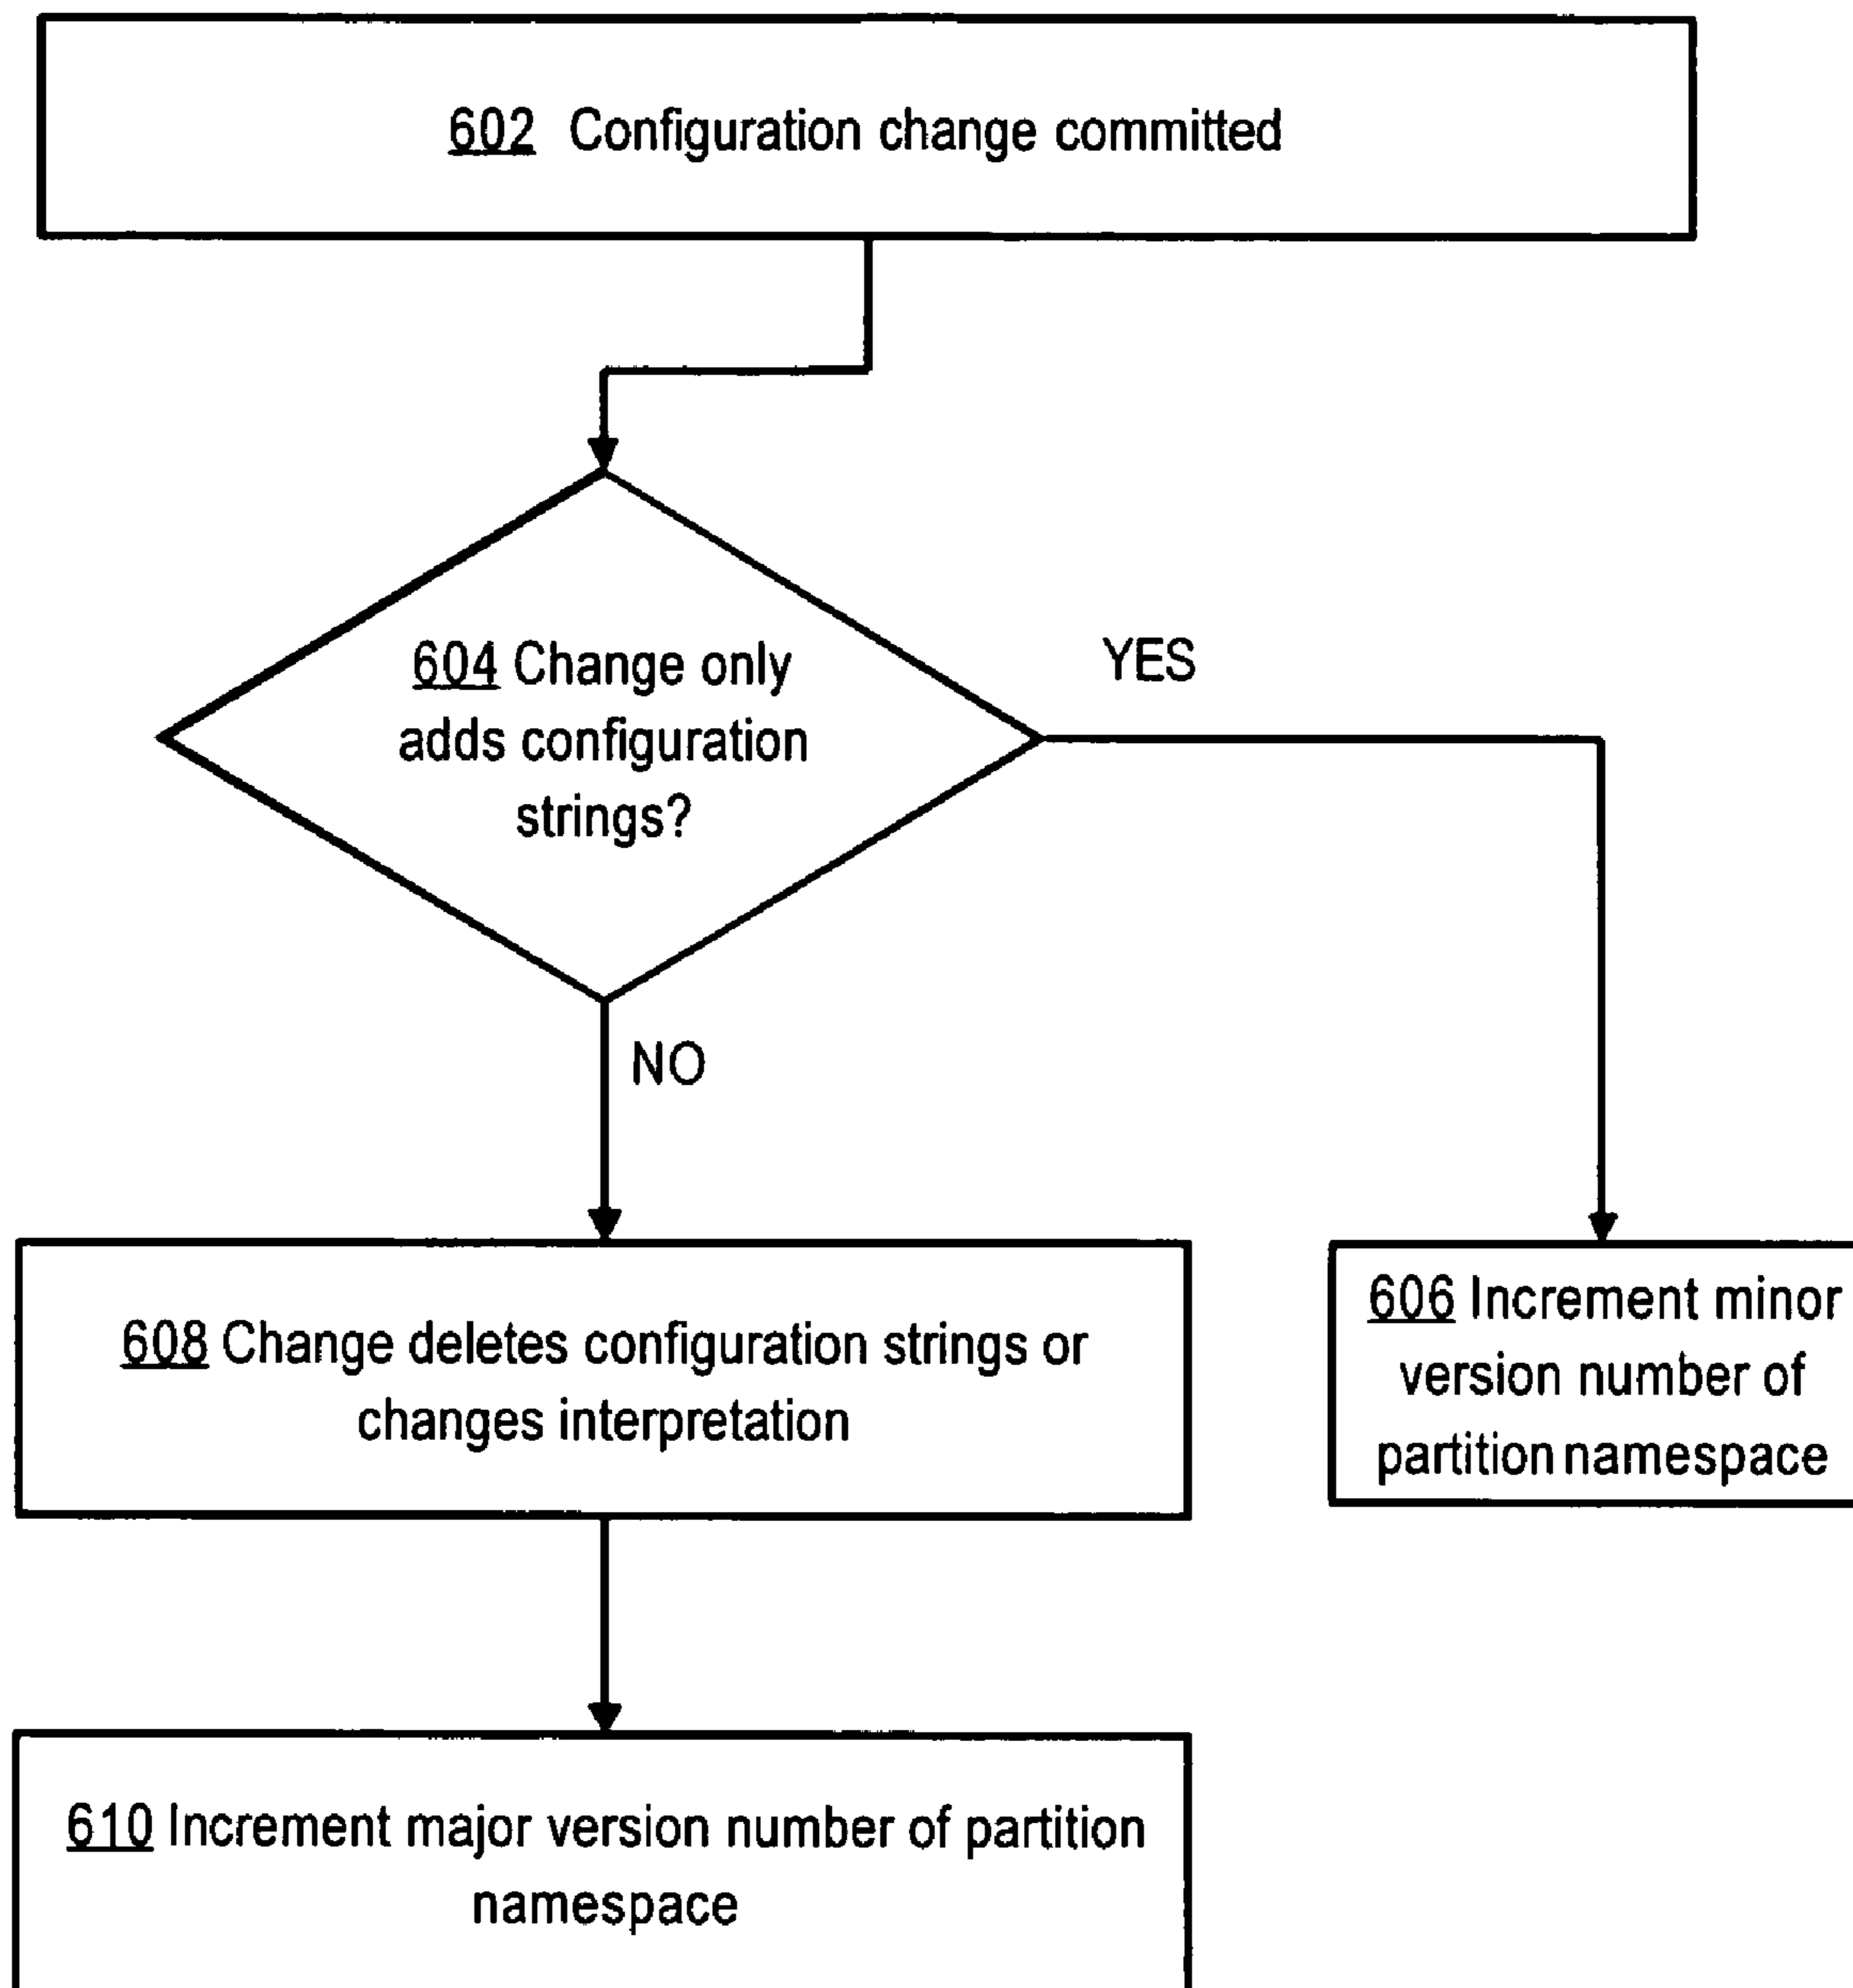 602 Configuration change committed
604 Change only
adds configuration
strings?
YES
NO
608 Change deletes configuration strings or
changes interpretation
606 Increment minor
version number of
partition namespace
610 Increment major version number of partition
namespace